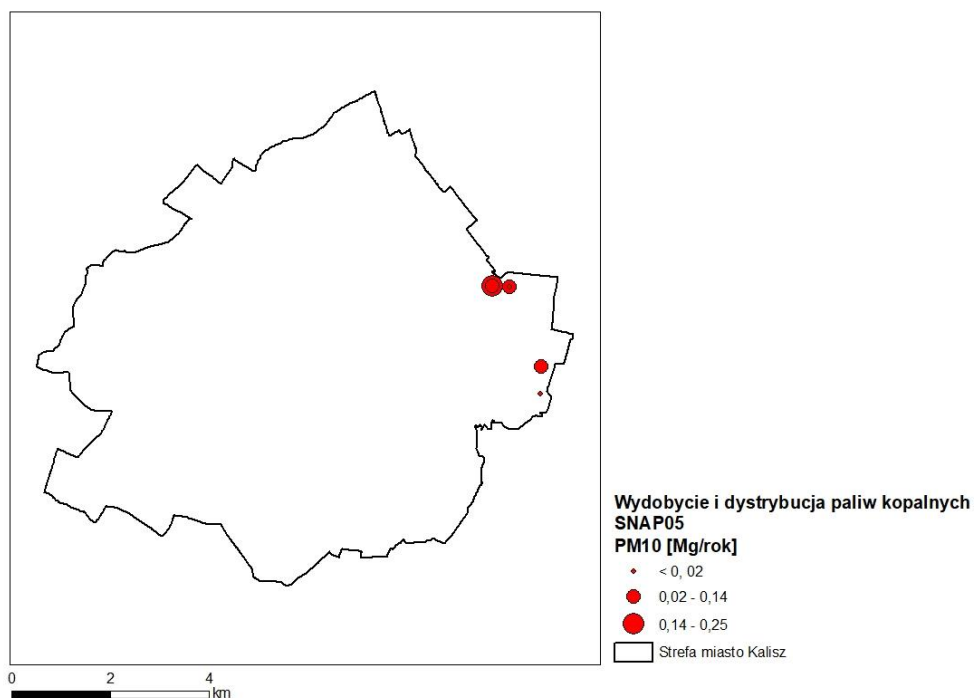 Wydobycie i dystrybucja paliw kopalnych
SNAP05
PM10 [Mg/rok]
< 0, 02
0,02 - 0,14
0,14 - 0,25
Strefa miasto Kalisz
0 2 4
km